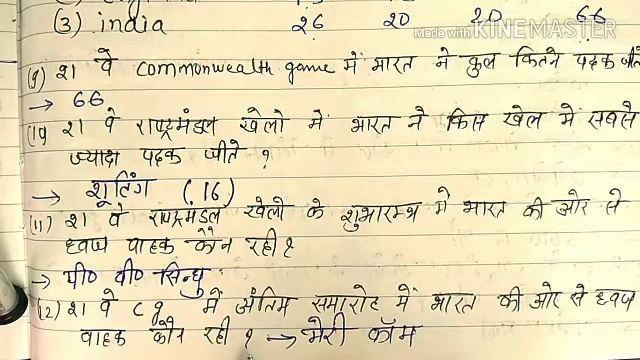 (3) india 26 20 20 66
Made with KINEMASTER
(9) 21 वे commonwealth game में भारत ने कुल कितने पदक जीते
→ 66
(10) 21 वे राष्ट्रमंडल खेलो में भारत ने किस खेल में सबसे
ज्यादा पदक जीते ?
→ शूटिंग (16)
(11) 21 वे राष्ट्रमंडल खेलो के शुभारम्भ में भारत की ओर से
ध्वज वाहक कौन रही ?
→ पी० वी० सिन्धु
(12) 21 वे Cg में अंतिम समारोह में भारत की ओर से ध्वज
वाहक कौन रही ? → मेरी कॉम